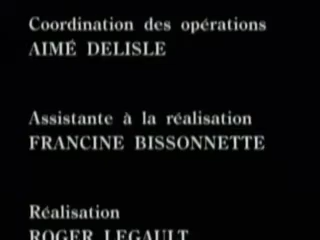 Coordination des opérations
AIMÉ DELISLE
Assistante à la réalisation
FRANCINE BISSONNETTE
Réalisation
ROGER LEGAULT